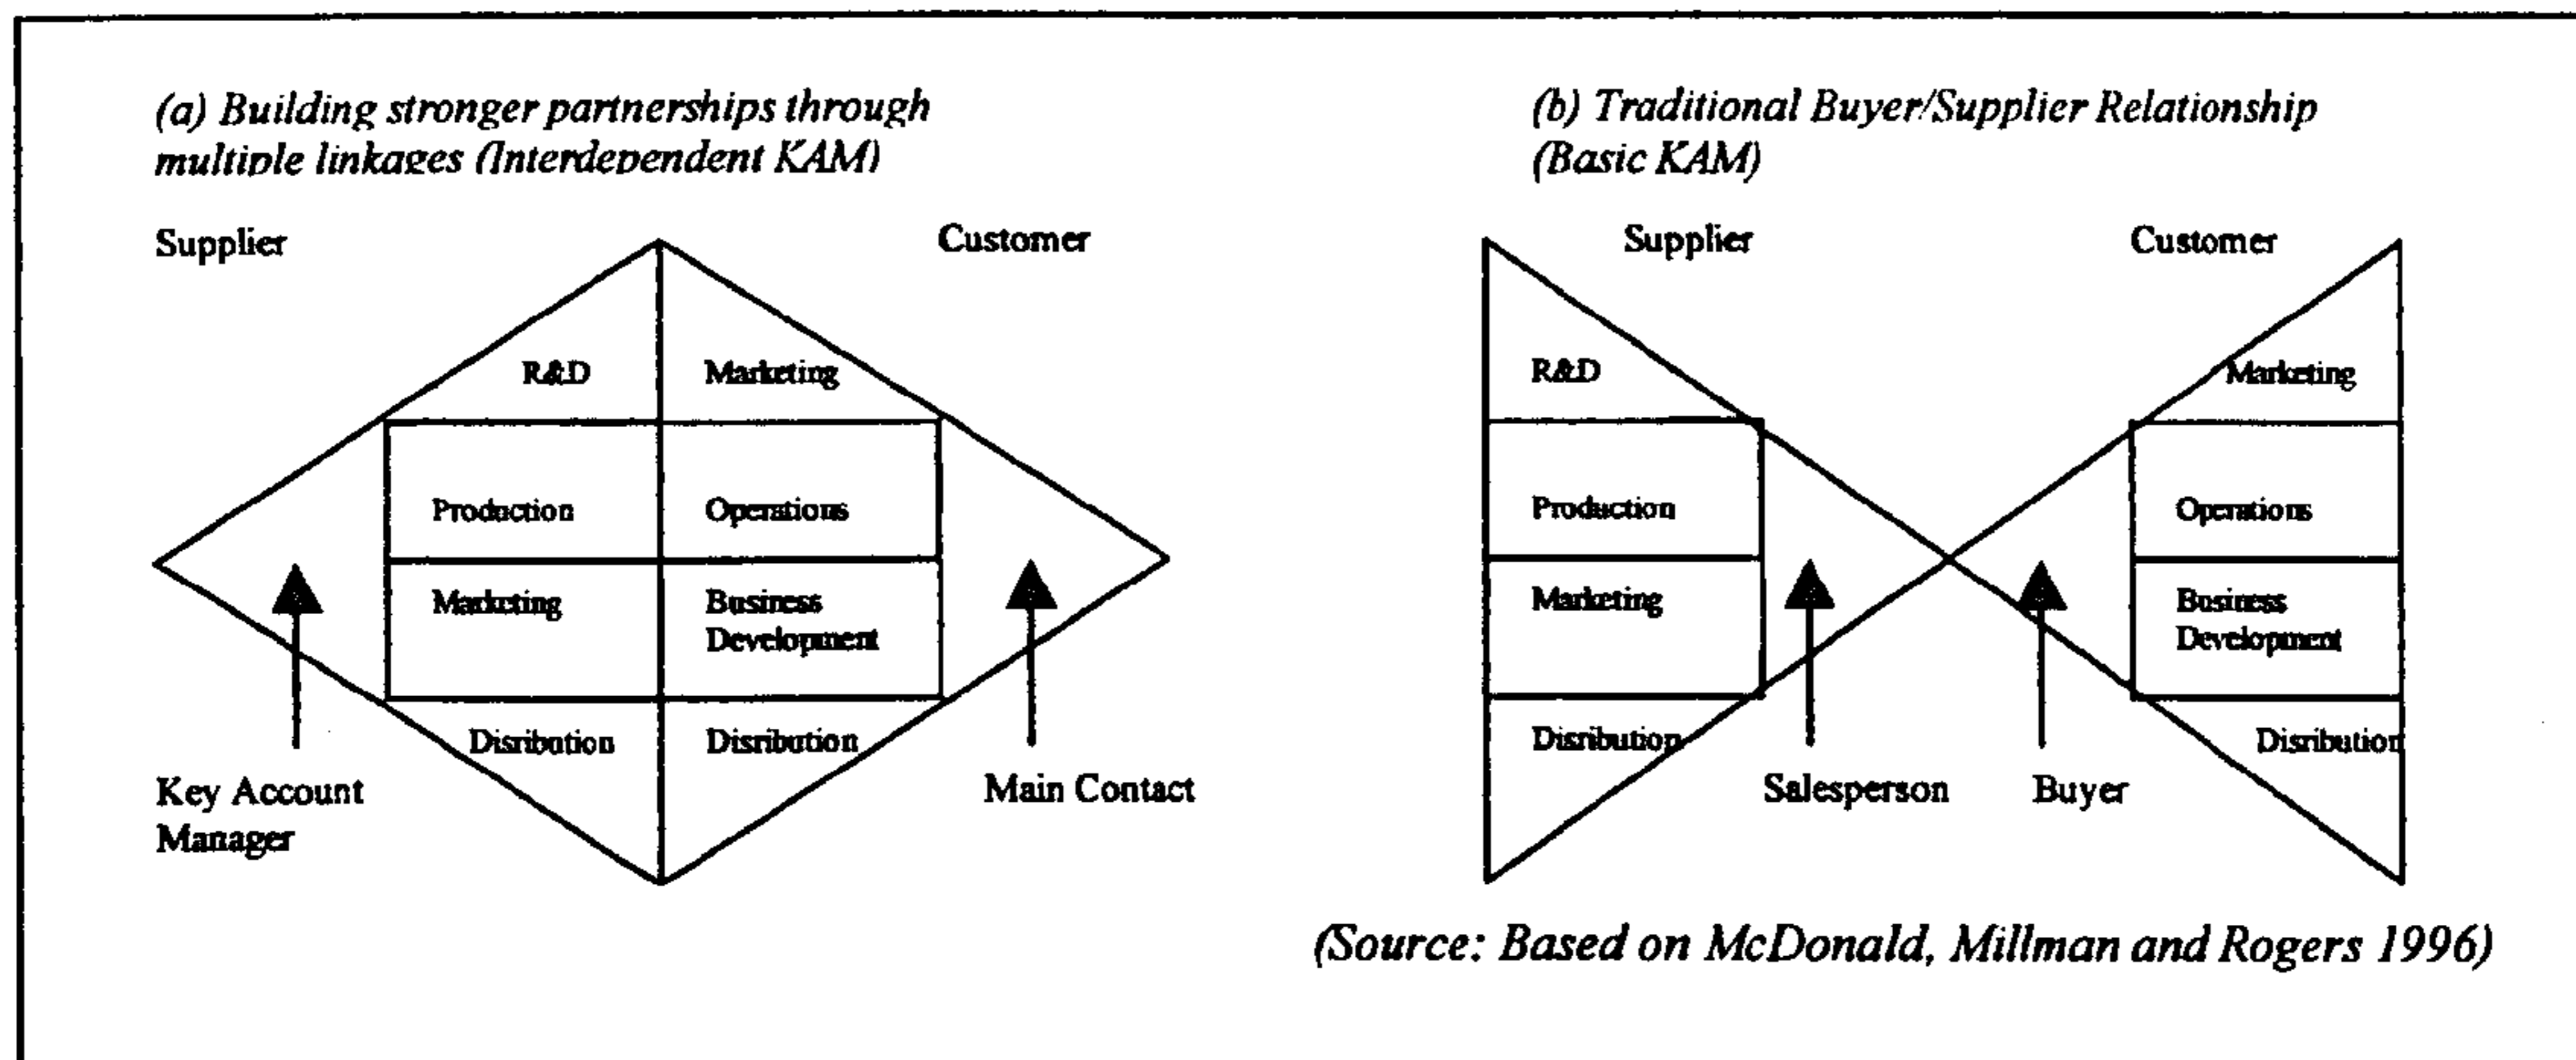 (a) Building stronger partnerships through
multiple linkages (Interdependent KAM)
Supplier
Customer
R&D
Marketing
Production
Operations
Marketing
Business
Development
Disribution
Disribution
Key Account
Manager
Main Contact
(b) Traditional Buyer/Supplier Relationship
(Basic KAM)
Supplier
Customer
R&D
Marketing
Production
Operations
Marketing
Business
Development
Disribution
Disribution
Salesperson
Buyer
(Source: Based on McDonald, Millman and Rogers 1996)